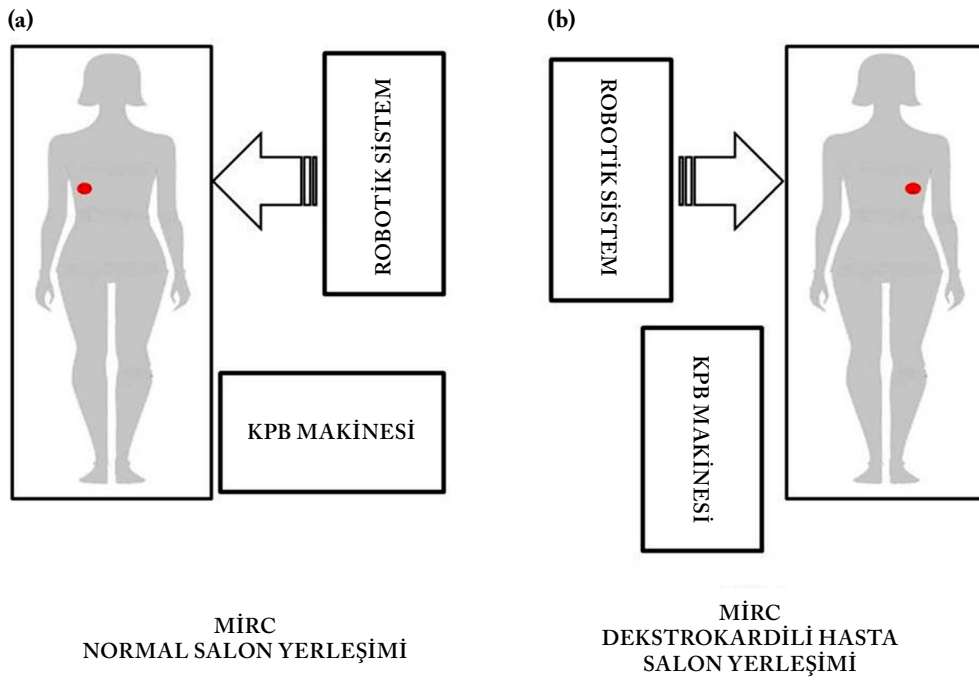 (a)
ROBOTİK SİSTEM
KPB MAKİNESİ
MİRC
NORMAL SALON YERLEŞİMİ
(b)
ROBOTİK SİSTEM
KPB MAKİNESİ
MİRC
DEKSTROKARDİLİ HASTA
SALON YERLEŞİMİ